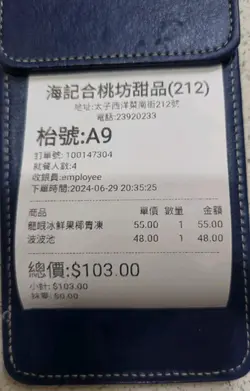 海記合桃坊甜品(212)
地址:太子西洋菜南街212號
電話:23920233
枱號:A9
訂單號: 100147304
就餐人數:4
收銀員:employee
下單時間:2024-06-29 20:35:25
商品 單價 數量 金額
冰鮮果椰青凍 55.00 1 55.00
波波池 48.00 1 48.00
總價:$103.00
小計: $103.00
抹零: $0.00